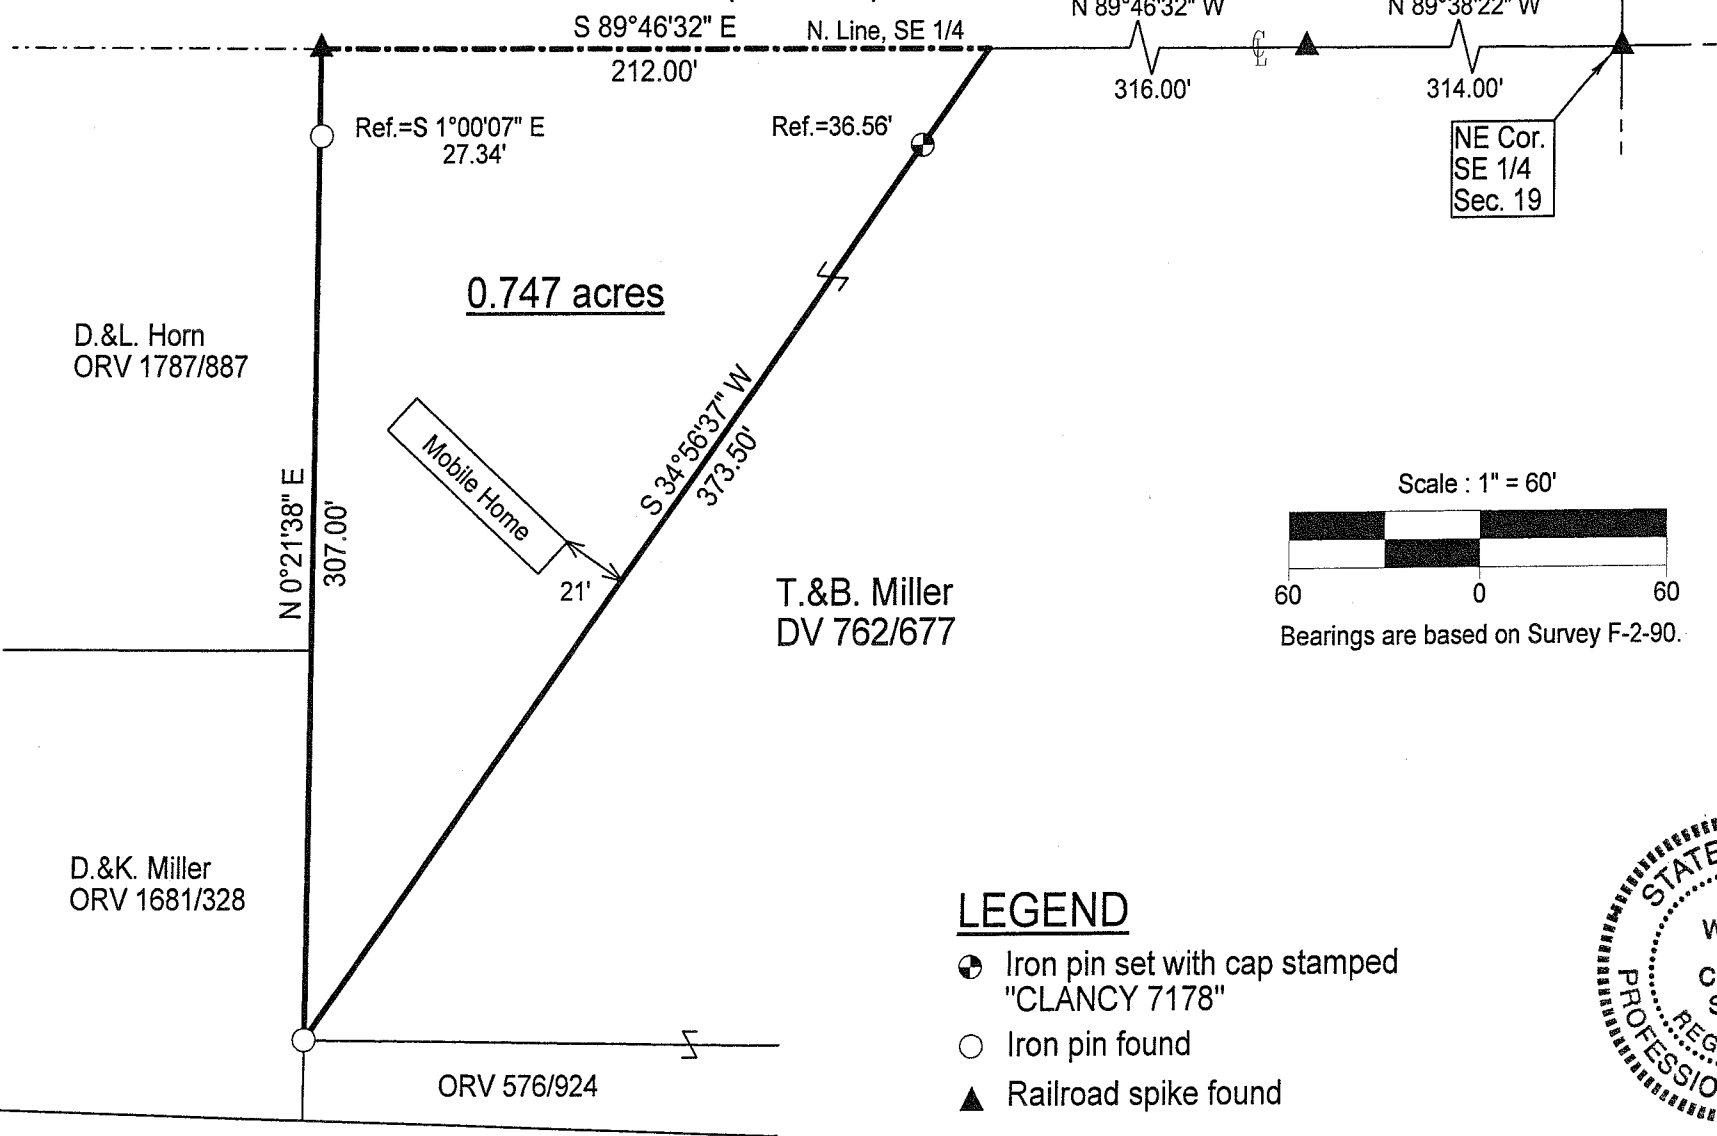 N 89°46'32" W
N 89°38'22" W
S 89°46'32" E
N. Line, SE 1/4
212.00'
316.00'
℄
314.00'
Ref.=S 1°00'07" E
27.34'
Ref.=36.56'
NE Cor.
SE 1/4
Sec. 19
0.747 acres
D.&L. Horn
ORV 1787/887
Mobile Home
21'
S 34°56'37" W
373.50'
N 0°21'38" E
307.00'
Scale : 1" = 60'
60 0 60
Bearings are based on Survey F-2-90.
T.&B. Miller
DV 762/677
D.&K. Miller
ORV 1681/328
ORV 576/924
LEGEND
Iron pin set with cap stamped
"CLANCY 7178"
Iron pin found
Railroad spike found
STATE
PROFESSIO
REG